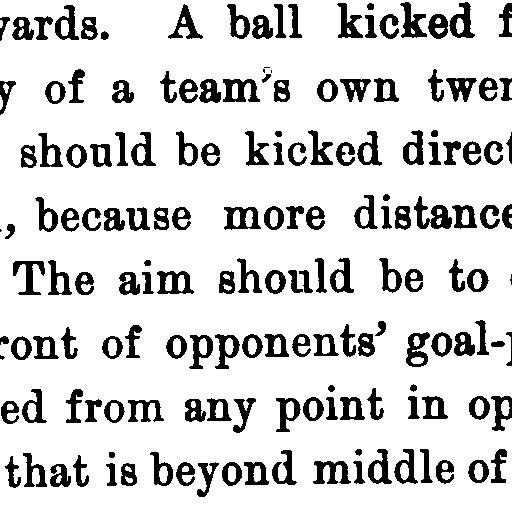 yards. A ball kicked f
y of a team's own twen
should be kicked direct
, because more distance
The aim should be to
ront of opponents' goal-p
ed from any point in op
that is beyond middle of